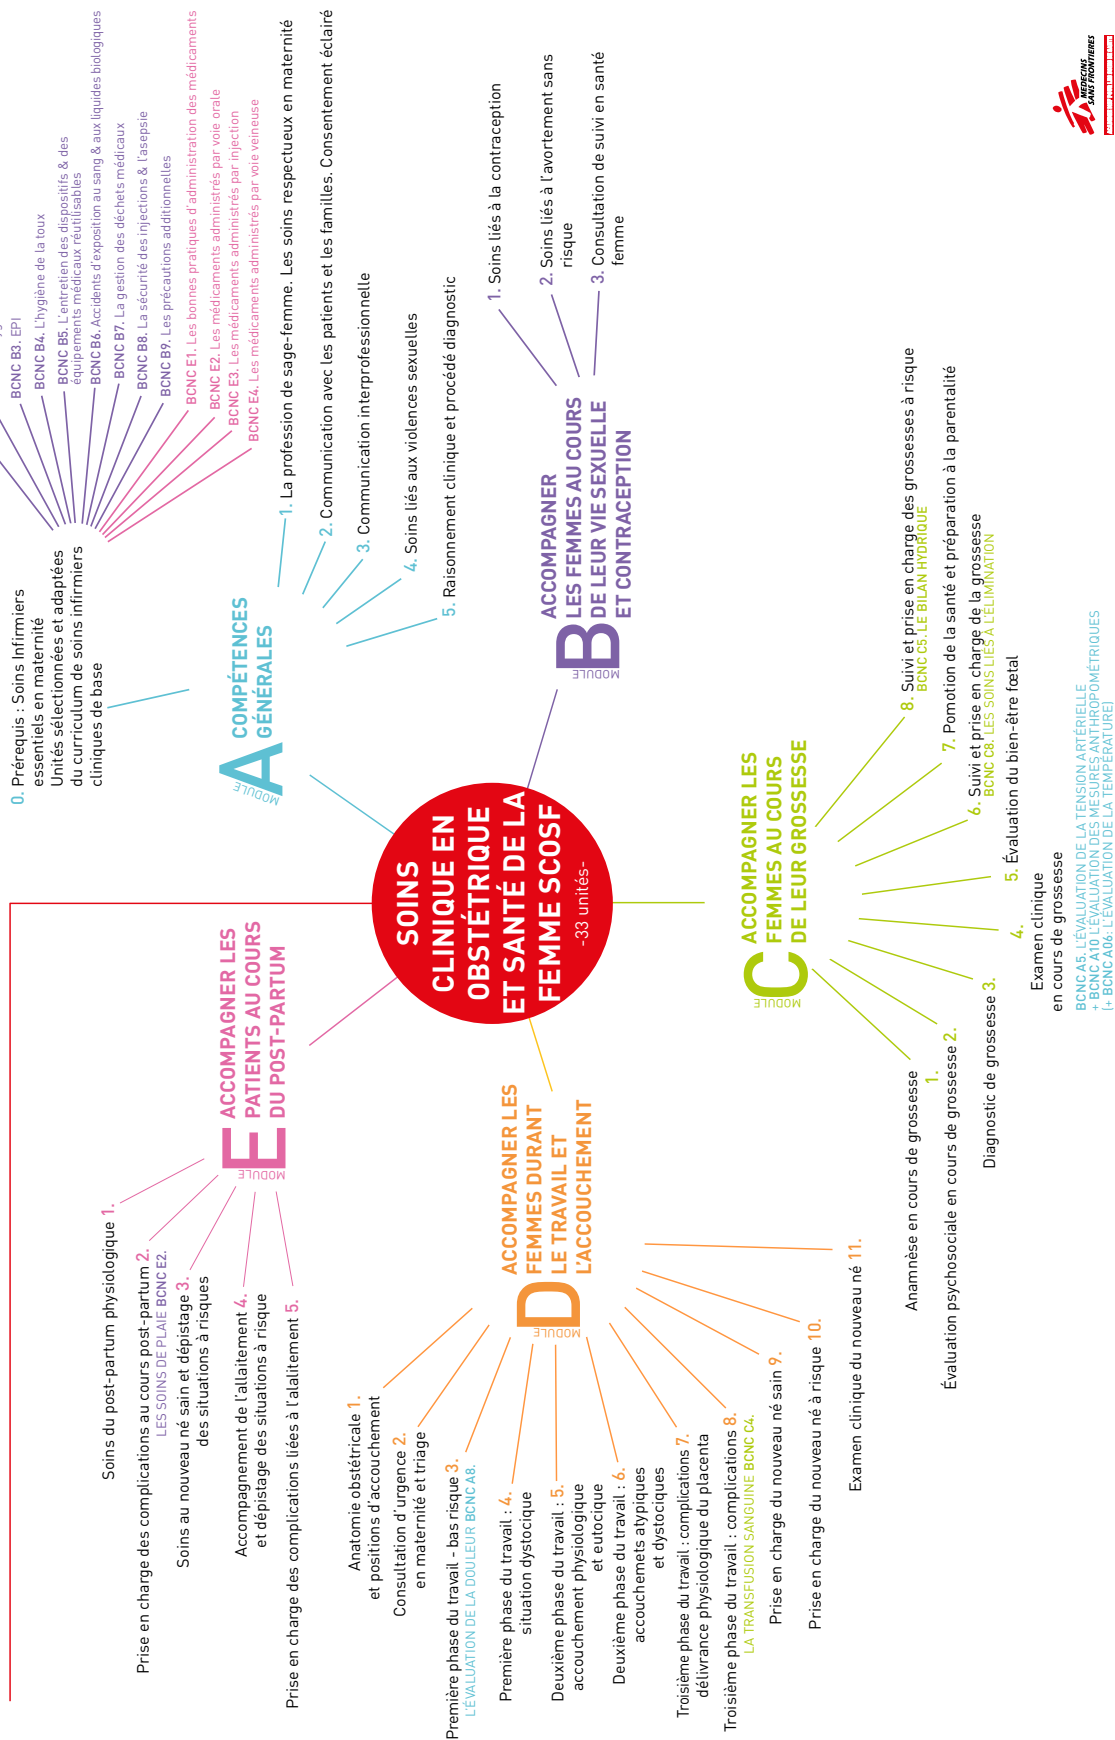 SOINS
CLINIQUE EN
OBSTÉTRIQUE
ET SANTÉ DE LA
FEMME SCOSF
-33 unités-
MODULE
A
COMPÉTENCES
GÉNÉRALES
0. Prérequis : Soins Infirmiers
essentiels en maternité
Unités sélectionnées et adaptées
du curriculum de soins infirmiers
cliniques de base
BCNC B3. EPI
BCNC B4. L'hygiène de la toux
BCNC B5. L'entretien des dispositifs & des
équipements médicaux réutilisables
BCNC B6. Accidents d'exposition au sang & aux liquides biologiques
BCNC B7. La gestion des déchets médicaux
BCNC B8. La sécurité des injections & l'asepsie
BCNC B9. Les précautions additionnelles
BCNC E1. Les bonnes pratiques d'administration des médicaments
BCNC E2. Les médicaments administrés par voie orale
BCNC E3. Les médicaments administrés par injection
BCNC E4. Les médicaments administrés par voie veineuse
1. La profession de sage-femme. Les soins respectueux en maternité
2. Communication avec les patients et les familles. Consentement éclairé
3. Communication interprofessionnelle
4. Soins liés aux violences sexuelles
5. Raisonnement clinique et procédé diagnostic
MODULE
B
ACCOMPAGNER
LES FEMMES AU COURS
DE LEUR VIE SEXUELLE
ET CONTRACEPTION
1. Soins liés à la contraception
2. Soins liés à l'avortement sans
risque
3. Consultation de suivi en santé
femme
MODULE
C
ACCOMPAGNER LES
FEMMES AU COURS
DE LEUR GROSSESSE
8. Suivi et prise en charge des grossesses à risque
BCNC C5. LE BILAN HYDRIQUE
7. Pomotion de la santé et préparation à la parentalité
6. Suivi et prise en charge de la grossesse
BCNC C8. LES SOINS LIÉS À L'ÉLIMINATION
5. Évaluation du bien-être fœtal
4.
Examen clinique
en cours de grossesse
BCNC A5. L'ÉVALUATION DE LA TENSION ARTÉRIELLE
+ BCNC A10 L'ÉVALUATION DES MESURES ANTHROPOMÉTRIQUES
(+ BCNC A06: L'ÉVALUATION DE LA TEMPÉRATURE)
Diagnostic de grossesse 3.
Évaluation psychosociale en cours de grossesse 2.
Anamnèse en cours de grossesse
1.
MODULE
D
ACCOMPAGNER LES
FEMMES DURANT
LE TRAVAIL ET
L'ACCOUCHEMENT
Anatomie obstétricale 1.
et positions d'accouchement
Consultation d'urgence 2.
en maternité et triage
Première phase du travail - bas risque 3.
L'ÉVALUATION DE LA DOULEUR BCNC A8.
Première phase du travail : 4.
situation dystocique
Deuxième phase du travail : 5.
accouchement physiologique
et eutocique
Deuxième phase du travail : 6.
accouchemets atypiques
et dystociques
Troisième phase du travail : complications 7.
délivrance physiologique du placenta
Troisième phase du travail : complications 8.
LA TRANSFUSION SANGUINE BCNC C4.
Prise en charge du nouveau né sain 9.
Prise en charge du nouveau né à risque 10.
Examen clinique du nouveau né 11.
MODULE
E
ACCOMPAGNER LES
PATIENTS AU COURS
DU POST-PARTUM
Soins du post-partum physiologique 1.
Prise en charge des complications au cours post-partum 2.
LES SOINS DE PLAIE BCNC E2.
Soins au nouveau né sain et dépistage 3.
des situations à risques
Accompagnement de l'allaitement 4.
et dépistage des situations à risque
Prise en charge des complications liées à l'alalitement 5.
MEDECINS
SANS FRONTIERES